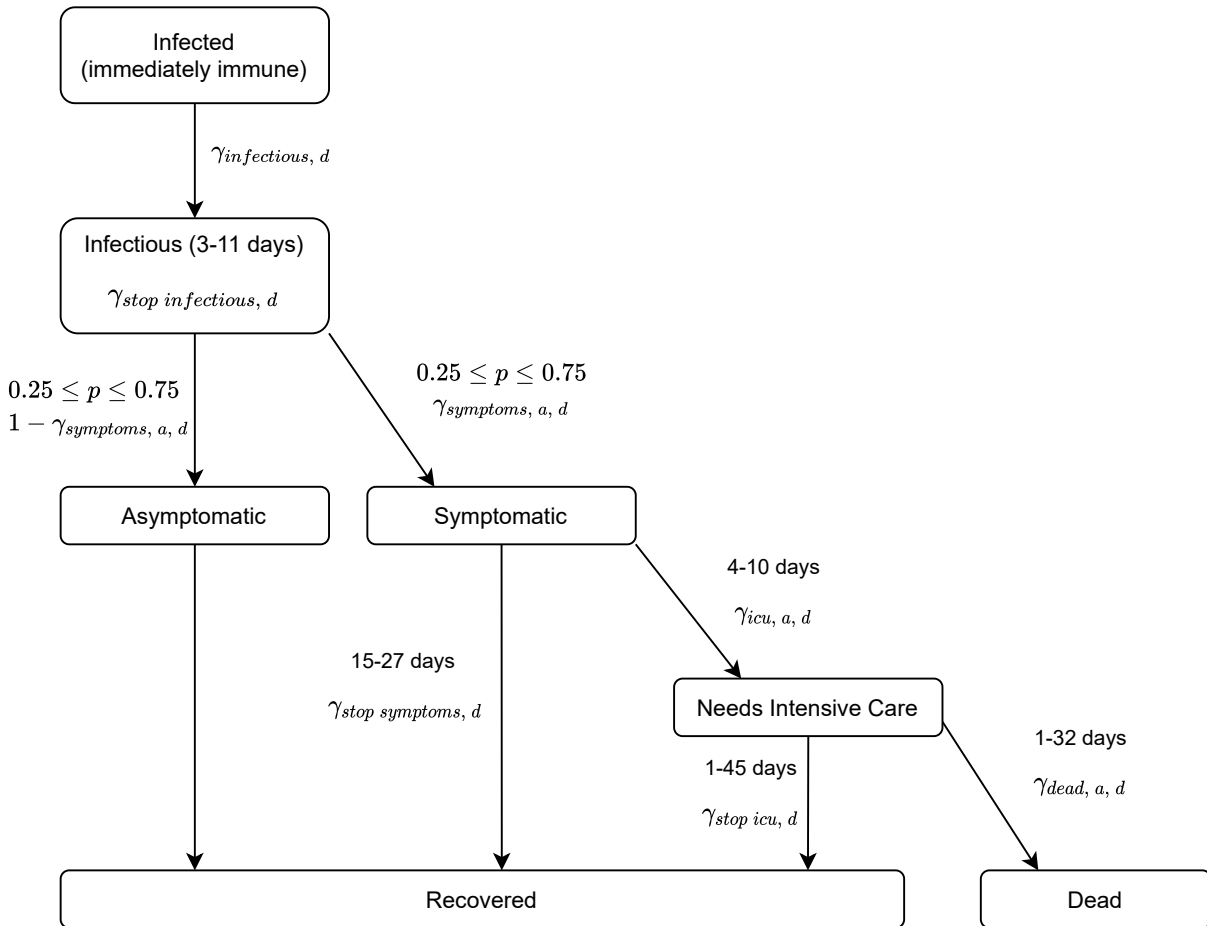 Infected
(immediately immune)
γinfectious, d
Infectious (3-11 days)
γstop infectious, d
0.25 ≤ p ≤ 0.75
1 − γsymptoms, a, d
0.25 ≤ p ≤ 0.75
γsymptoms, a, d
Asymptomatic
Symptomatic
4-10 days
γicu, a, d
15-27 days
γstop symptoms, d
Needs Intensive Care
1-45 days
γstop icu, d
1-32 days
γdead, a, d
Recovered
Dead